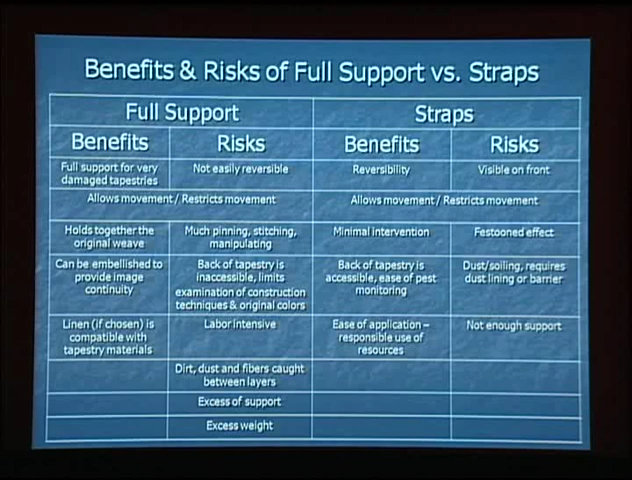 Benefits & Risks of Full Support vs. Straps
Full Support
Straps
Benefits
Risks
Benefits
Risks
Full support for very
damaged tapestries
Not easily reversible
Reversibility
Visible on front
Allows movement / Restricts movement
Allows movement / Restricts movement
Holds together the
original weave
Much pinning, stitching,
manipulating
Minimal intervention
Festooned effect
Can be embellished to
provide image
continuity
Back of tapestry is
inaccessible, limits
examination of construction
techniques & original colors
Back of tapestry is
accessible, ease of pest
monitoring
Dust/soiling, requires
dust lining or barrier
Linen (if chosen) is
compatible with
tapestry materials
Labor intensive
Ease of application –
responsible use of
resources
Not enough support
Dirt, dust and fibers caught
between layers
Excess of support
Excess weight